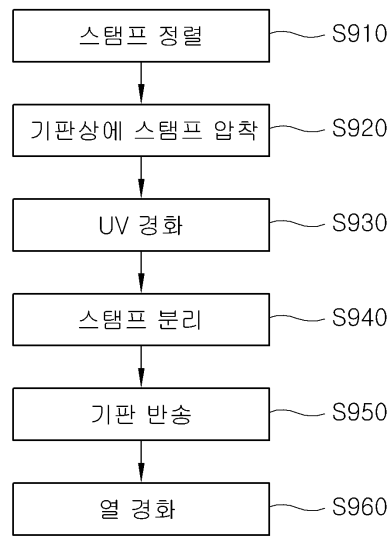 스탬프 정렬 S910
기판상에 스탬프 압착 S920
UV 경화 S930
스탬프 분리 S940
기판 반송 S950
열 경화 S960